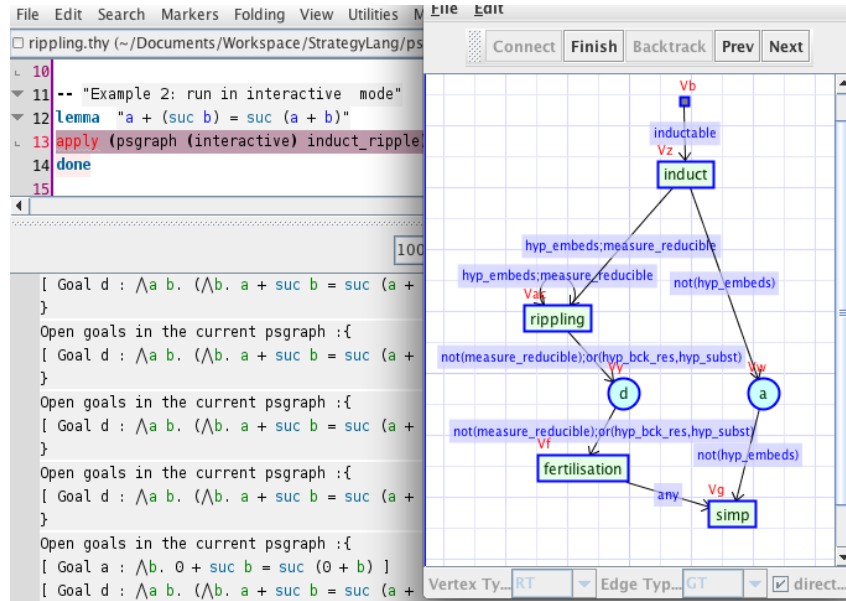 File Edit Search Markers Folding View Utilities M
rippling.thy (~/Documents/Workspace/StrategyLang/ps
10
11 -- "Example 2: run in interactive mode"
12 lemma "a + (suc b) = suc (a + b)"
13 apply (psgraph (interactive) induct_ripple
14 done
15
100
[ Goal d : ⋀a b. (⋀b. a + suc b = suc (a +
}
Open goals in the current psgraph :{
[ Goal d : ⋀a b. (⋀b. a + suc b = suc (a +
}
Open goals in the current psgraph :{
[ Goal d : ⋀a b. (⋀b. a + suc b = suc (a +
}
Open goals in the current psgraph :{
[ Goal d : ⋀a b. (⋀b. a + suc b = suc (a +
}
Open goals in the current psgraph :{
[ Goal a : ⋀b. 0 + suc b = suc (0 + b) ]
[ Goal d : ⋀a b. (⋀b. a + suc b = suc (a +
File Edit
Connect Finish Backtrack Prev Next
Vb
inductable
Vz
induct
hyp_embeds;measure_reducible
hyp_embeds;measure_reducible
not(hyp_embeds)
rippling
not(measure_reducible);or(hyp_bck_res,hyp_subst)
Vy
Vw
d
a
not(measure_reducible);or(hyp_bck_res,hyp_subst)
Vf
not(hyp_embeds)
fertilisation
any
Vg
simp
Vertex Ty... RT Edge Typ... GT direct...